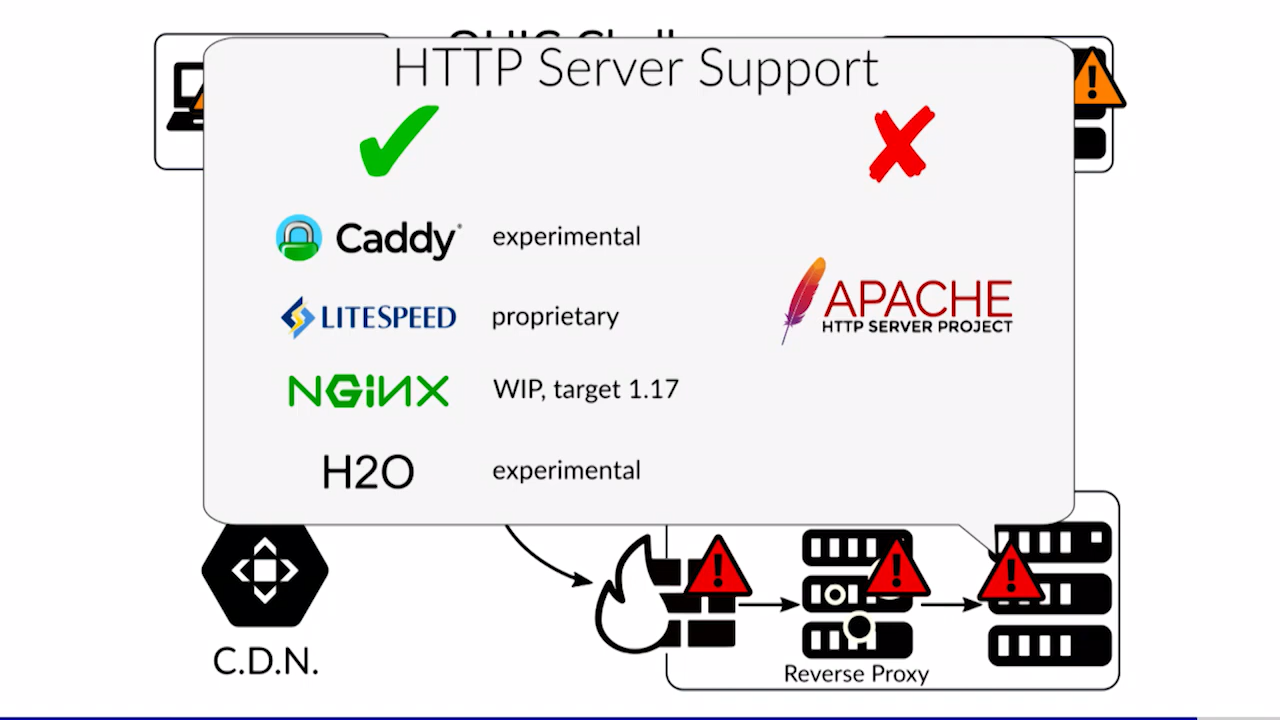 HTTP Server Support
Caddy experimental
LITESPEED proprietary
APACHE
HTTP SERVER PROJECT
NGINX WIP, target 1.17
H2O experimental
C.D.N.
Reverse Proxy